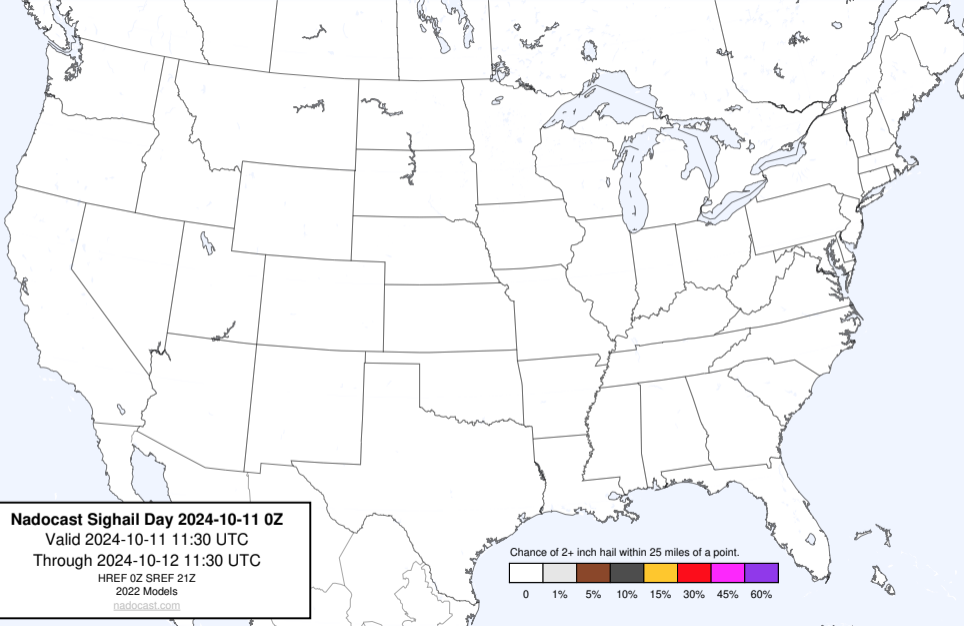 Nadocast Sighail Day 2024-10-11 0Z
Valid 2024-10-11 11:30 UTC
Through 2024-10-12 11:30 UTC
HREF 0Z SREF 21Z
2022 Models
nadocast.com
Chance of 2+ inch hail within 25 miles of a point.
0 1% 5% 10% 15% 30% 45% 60%